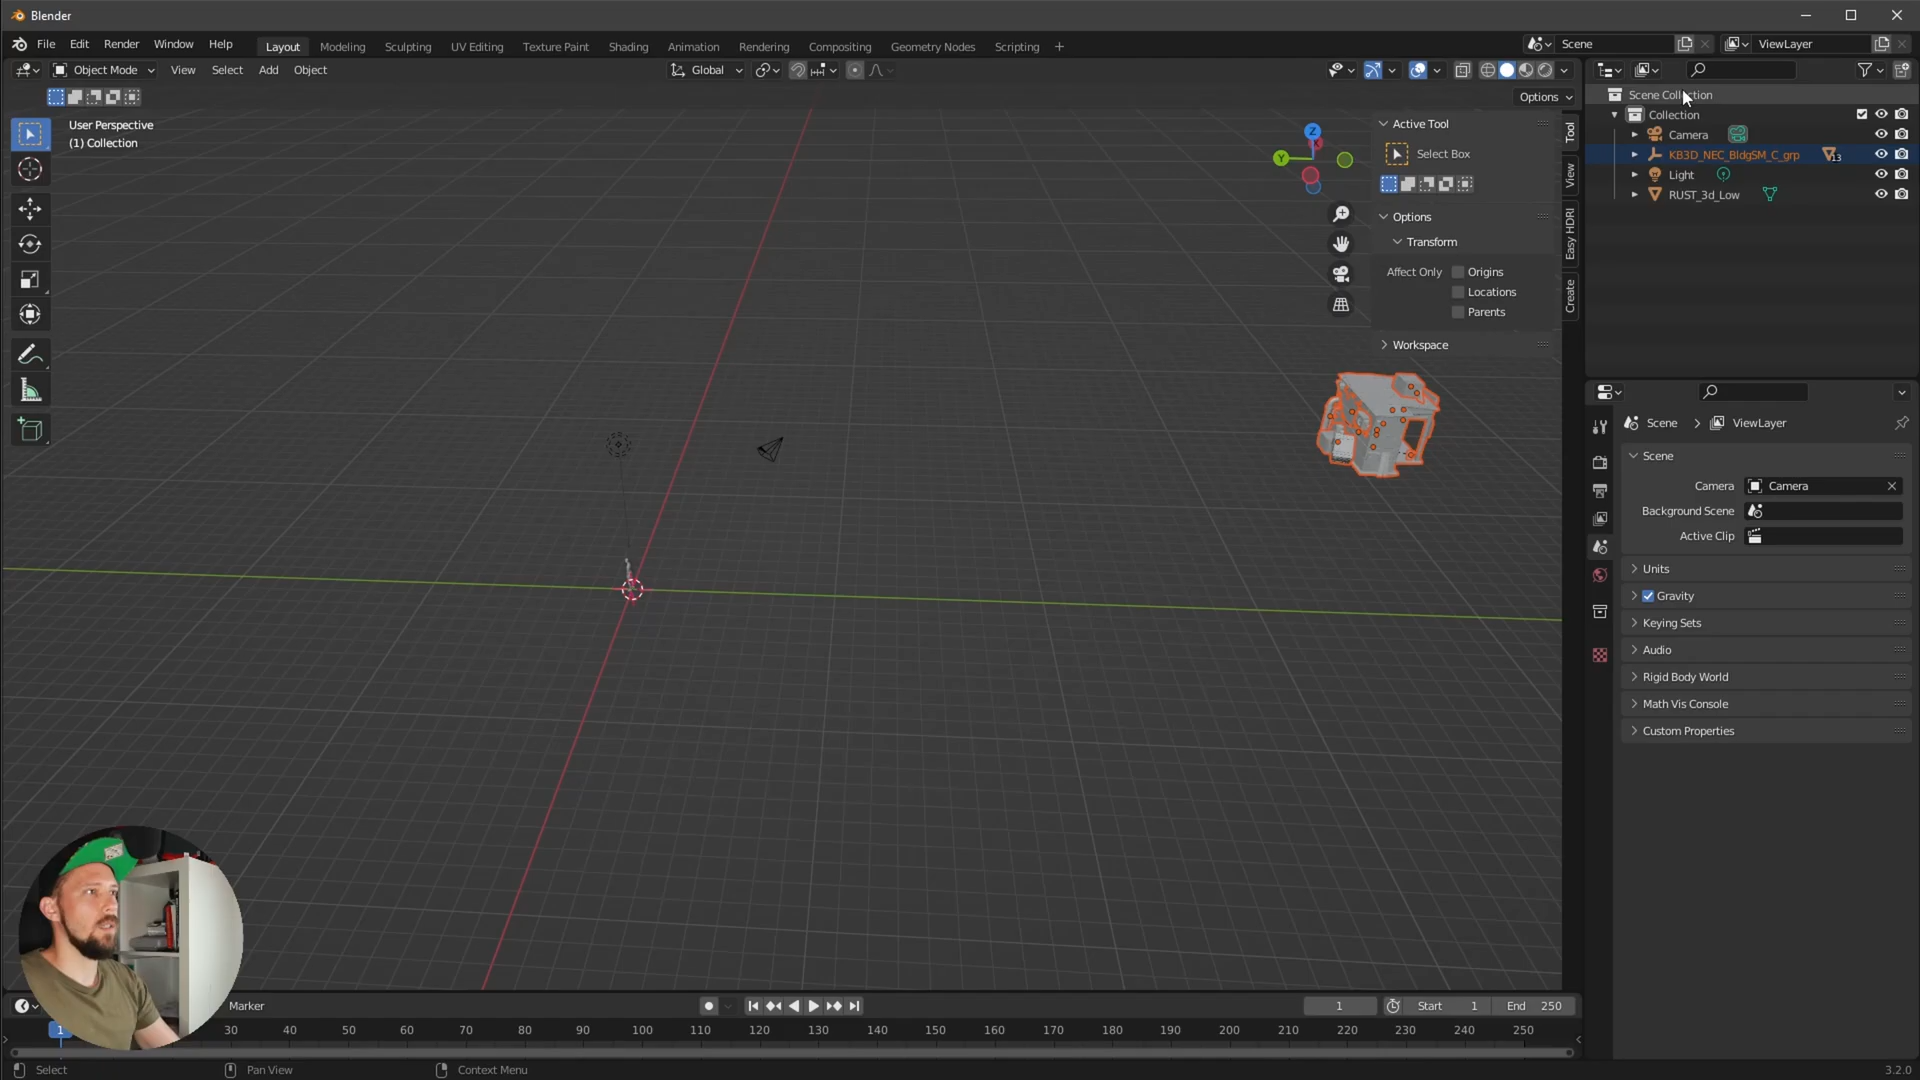 Blender
File Edit Render Window Help Layout Modeling Sculpting UV Editing Texture Paint Shading Animation Rendering Compositing Geometry Nodes Scripting + Scene ViewLayer
Object Mode View Select Add Object Global
Options
User Perspective
(1) Collection
Z
Y
Active Tool
Select Box
Options
Transform
Affect Only Origins
Locations
Parents
Workspace
Tool
View
Easy HDRI
Create
Scene Collection
Collection
Camera
KB3D_NEC_BldgSM_C_grp 13
Light
RUST_3d_Low
Scene > ViewLayer
Scene
Camera Camera
Background Scene
Active Clip
Units
Gravity
Keying Sets
Audio
Rigid Body World
Math Vis Console
Custom Properties
Marker 1 Start 1 End 250
1 30 40 50 60 70 80 90 100 110 120 130 140 150 160 170 180 190 200 210 220 230 240 250
Select Pan View Context Menu 3.2.0